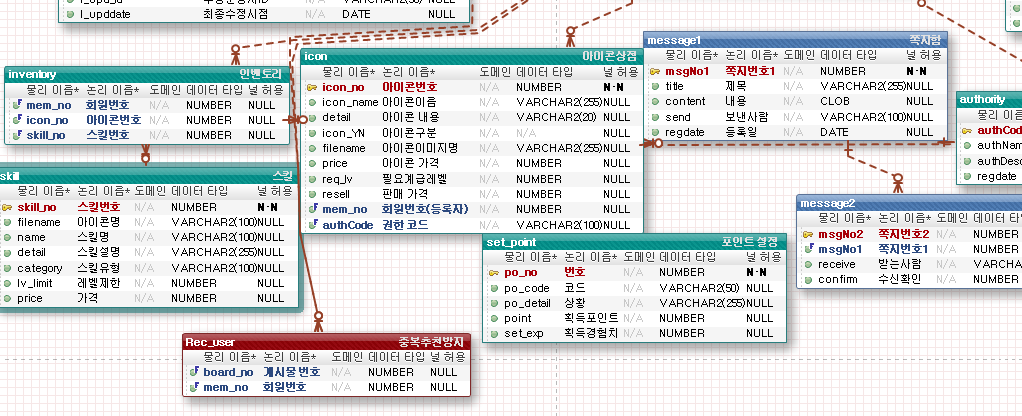 l_upddate 최종수정시점 N/A DATE NULL
inventory 인벤토리
물리 이름* 논리 이름* 도메인 데이터 타입 널 허용
mem_no 회원번호 N/A NUMBER NULL
icon_no 아이콘번호 N/A NUMBER NULL
skill_no 스킬번호 N/A NUMBER NULL
skill 스킬
물리 이름* 논리 이름* 도메인 데이터 타입 널 허용
skill_no 스킬번호 N/A NUMBER N·N
filename 아이콘명 N/A VARCHAR2(100)NULL
name 스킬명 N/A VARCHAR2(100)NULL
detail 스킬설명 N/A VARCHAR2(255)NULL
category 스킬유형 N/A VARCHAR2(100)NULL
lv_limit 레벨제한 N/A NUMBER NULL
price 가격 N/A NUMBER NULL
icon 아이콘상점
물리 이름* 논리 이름* 도메인 데이터 타입 널 허용
icon_no 아이콘번호 N/A NUMBER N·N
icon_name 아이콘이음 N/A VARCHAR2(255)NULL
detail 아이콘 내용 N/A VARCHAR2(20) NULL
icon_YN 아이콘구분 N/A N/A NULL
filename 아이콘이미지명 N/A VARCHAR2(255)NULL
price 아이콘 가격 N/A NUMBER NULL
req_lv 필요계급레벨 N/A NUMBER NULL
resell 판매 가격 N/A NUMBER NULL
mem_no 회원번호(등록자) N/A NUMBER NULL
authCode 권한 코드 N/A VARCHAR2(100)NULL
message1 쪽지함
물리 이름* 논리 이름* 도메인 데이터 타입 널 허용
msgNo1 쪽지번호1 N/A NUMBER N·N
title 제목 N/A VARCHAR2(255)NULL
content 내용 N/A CLOB NULL
send 보낸사람 N/A VARCHAR2(100)NULL
regdate 등록일 N/A DATE NULL
authority
물리 이름*
authCod
authNam
authDesc
regdate
message2
물리 이름* 논리 이름* 도메인 데이터 타
msgNo2 쪽지번호2 N/A NUMBER
msgNo1 쪽지번호1 N/A NUMBER
receive 받는사람 N/A VARCHAR
confirm 수신확인 N/A NUMBER
set_point 포인트 설정
물리 이름* 논리 이름* 도메인 데이터 타입 널 허용
po_no 번호 N/A NUMBER N·N
po_code 코드 N/A VARCHAR2(50) NULL
po_detail 상황 N/A VARCHAR2(255)NULL
point 획득포인트 N/A NUMBER NULL
set_exp 획득경험치 N/A NUMBER NULL
Rec_user 중복추천방지
물리 이름* 논리 이름* 도메인 데이터 타입 널 허용
board_no 게시물 번호 N/A NUMBER NULL
mem_no 회원번호 N/A NUMBER NULL